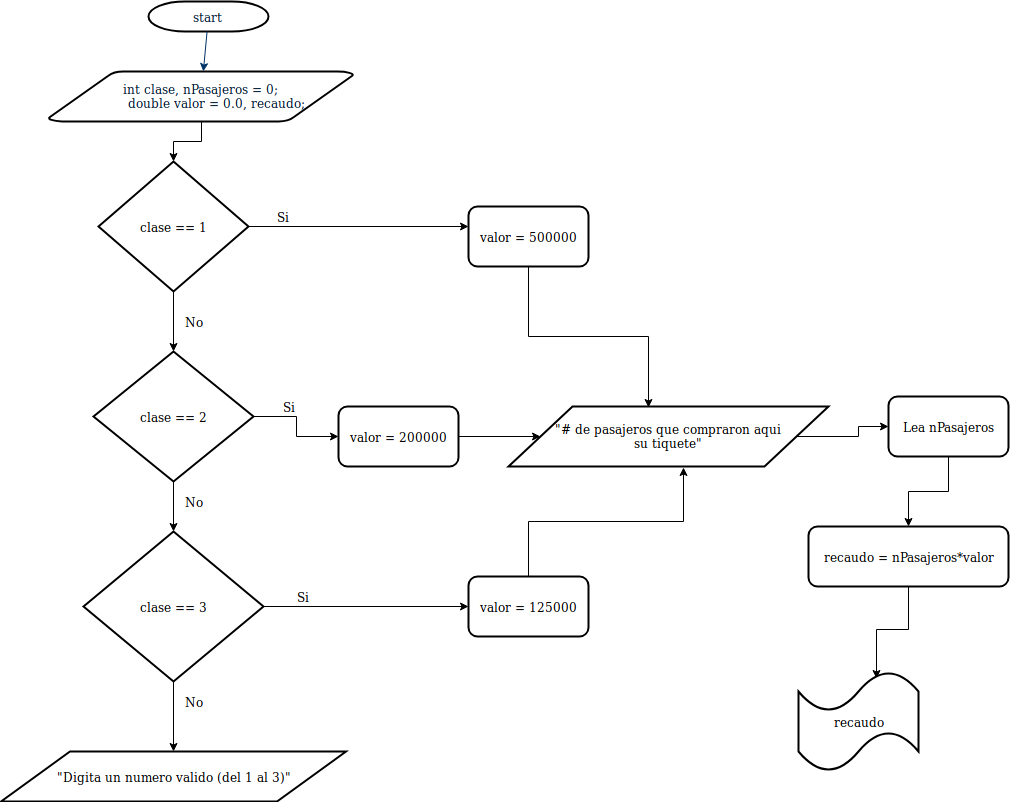 start
int clase, nPasajeros = 0;
double valor = 0.0, recaudo;
clase == 1
Si
valor = 500000
No
clase == 2
Si
valor = 200000
"# de pasajeros que compraron aqui
su tiquete"
Lea nPasajeros
No
recaudo = nPasajeros*valor
clase == 3
Si
valor = 125000
No
recaudo
"Digita un numero valido (del 1 al 3)"